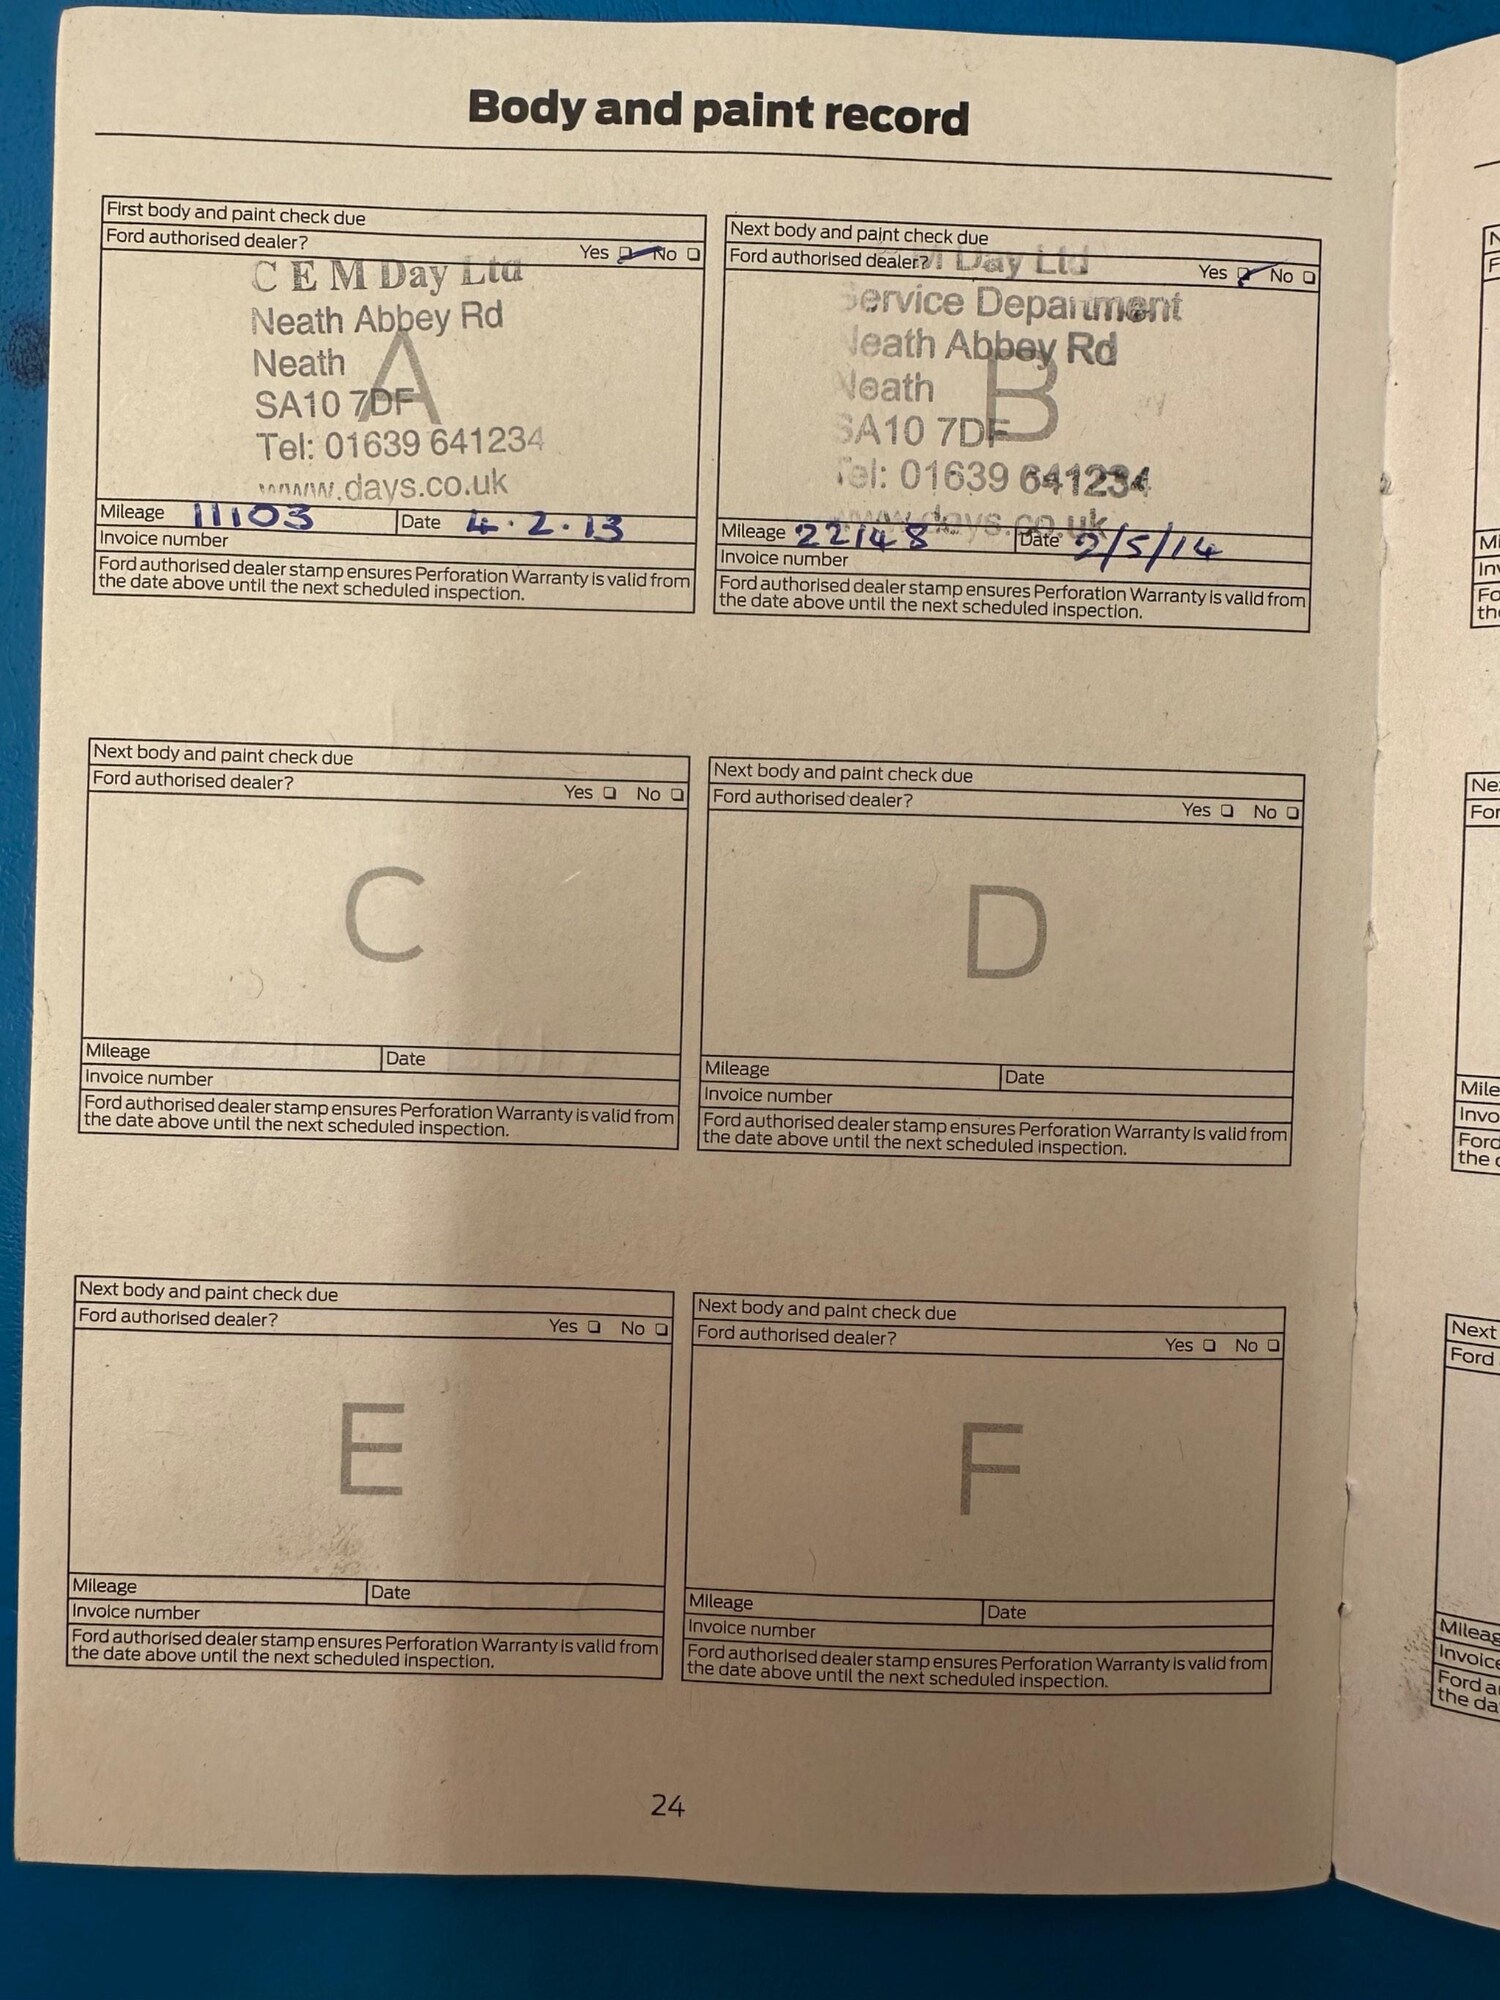 Body and paint record
First body and paint check due
Ford authorised dealer? Yes No
C E M Day Ltd
Neath Abbey Rd
Neath
A
SA10 7DF
Tel: 01639 641234
www.days.co.uk
Mileage 11103 Date 4.2.13
Invoice number
Ford authorised dealer stamp ensures Perforation Warranty is valid from
the date above until the next scheduled inspection.
Next body and paint check due
Ford authorised dealer? Yes No
M Day Ltd
Service Department
Neath Abbey Rd
Neath
B
SA10 7DF
Tel: 01639 641234
www.days.co.uk
Mileage 22148 Date 2/5/14
Invoice number
Ford authorised dealer stamp ensures Perforation Warranty is valid from
the date above until the next scheduled inspection.
Next body and paint check due
Ford authorised dealer? Yes No
C
Mileage Date
Invoice number
Ford authorised dealer stamp ensures Perforation Warranty is valid from
the date above until the next scheduled inspection.
Next body and paint check due
Ford authorised dealer? Yes No
D
Mileage Date
Invoice number
Ford authorised dealer stamp ensures Perforation Warranty is valid from
the date above until the next scheduled inspection.
Next body and paint check due
Ford authorised dealer? Yes No
E
Mileage Date
Invoice number
Ford authorised dealer stamp ensures Perforation Warranty is valid from
the date above until the next scheduled inspection.
Next body and paint check due
Ford authorised dealer? Yes No
F
Mileage Date
Invoice number
Ford authorised dealer stamp ensures Perforation Warranty is valid from
the date above until the next scheduled inspection.
24
Next
Ford
Invoice
Ford
the